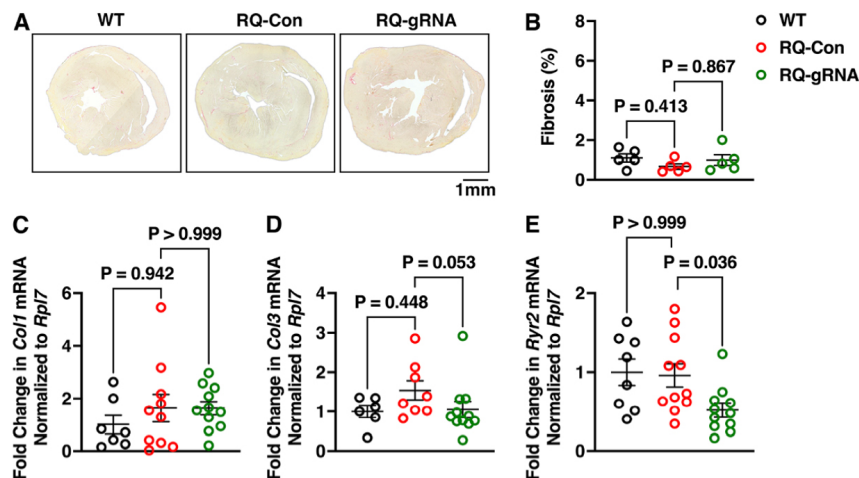 A
WT
RQ-Con
RQ-gRNA
1mm
B
Fibrosis (%)
8
6
4
2
0
P = 0.867
P = 0.413
WT
RQ-Con
RQ-gRNA
C
Fold Change in Col1 mRNA
Normalized to Rpl7
6
4
2
0
P > 0.999
P = 0.942
D
Fold Change in Col3 mRNA
Normalized to Rpl7
4
3
2
1
0
P = 0.053
P = 0.448
E
Fold Change in Ryr2 mRNA
Normalized to Rpl7
2
1
0
P > 0.999
P = 0.036